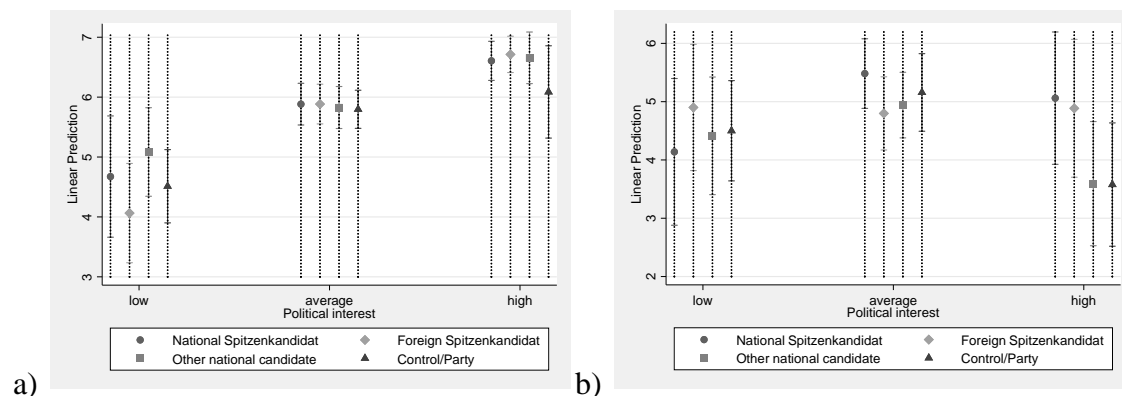 a)
Linear Prediction
7
6
5
4
3
low average high
Political interest
National Spitzenkandidat Foreign Spitzenkandidat
Other national candidate Control/Party
b)
Linear Prediction
6
5
4
3
2
low average high
Political interest
National Spitzenkandidat Foreign Spitzenkandidat
Other national candidate Control/Party